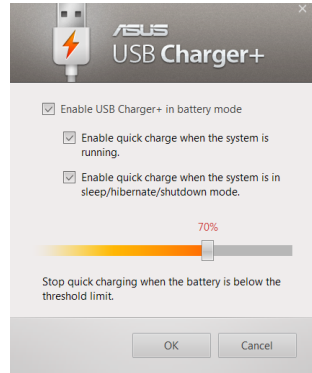 ASUS
USB Charger+
Enable USB Charger+ in battery mode
Enable quick charge when the system is
running.
Enable quick charge when the system is in
sleep/hibernate/shutdown mode.
70%
Stop quick charging when the battery is below the
threshold limit.
OK
Cancel